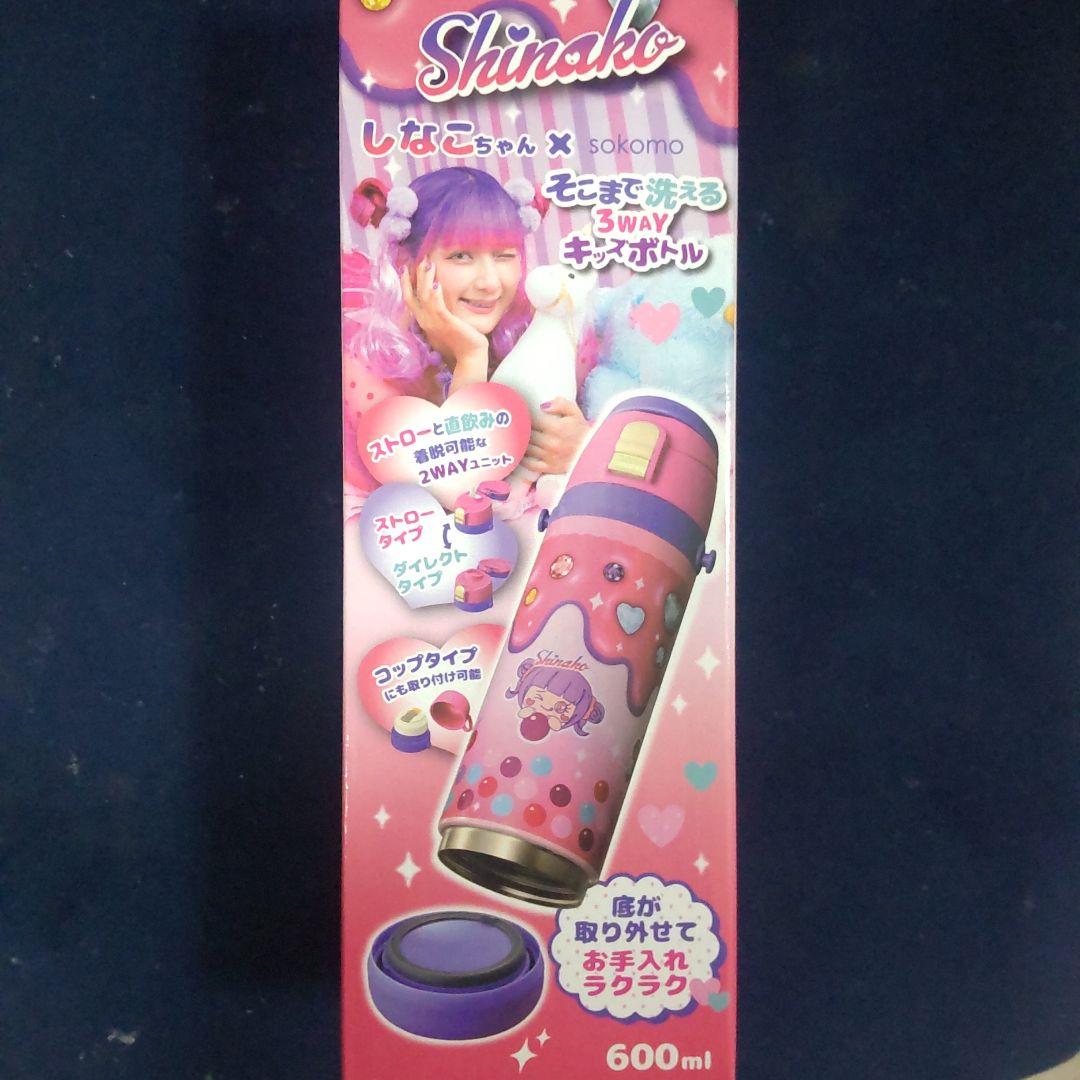 Shinako
しなこちゃん × sokomo
そこまで洗える
3WAY
キッズボトル
ストローと直飲みの
着脱可能な
2WAYユニット
ストロー
タイプ
ダイレクト
タイプ
コップタイプ
にも取り付け可能
Shinako
底が
取り外せて
お手入れ
ラクラク
600ml